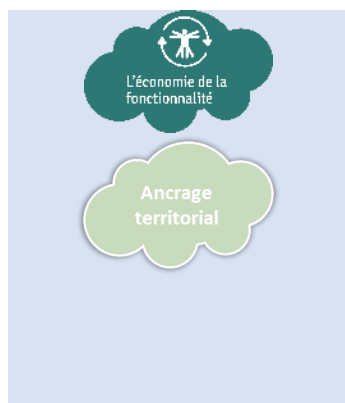 L'économie de la
fonctionnalité
Ancrage
territorial